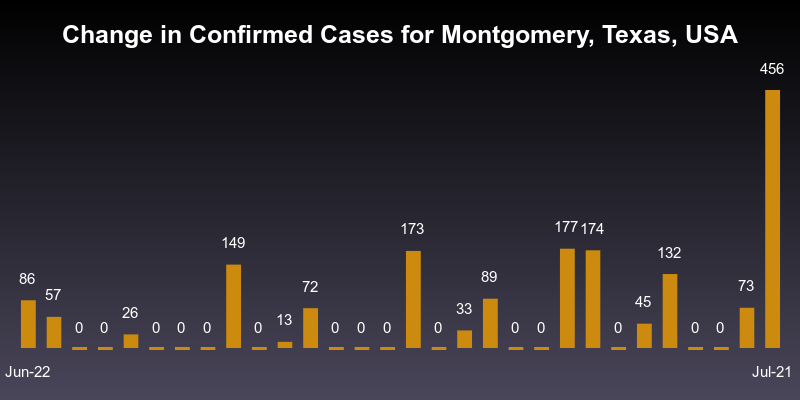 Change in Confirmed Cases for Montgomery, Texas, USA
86 57 0 0 26 0 0 0 149 0 13 72 0 0 0 173 0 33 89 0 0 177 174 0 45 132 0 0 73 456
Jun-22 Jul-21